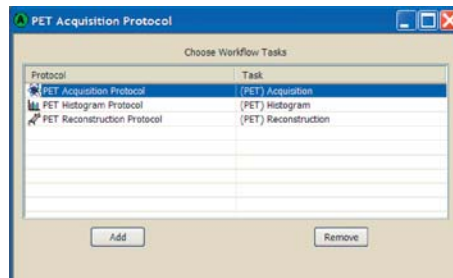 PET Acquisition Protocol
Choose Workflow Tasks
Protocol Task
PET Acquisition Protocol (PET) Acquisition
PET Histogram Protocol (PET) Histogram
PET Reconstruction Protocol (PET) Reconstruction
Add Remove